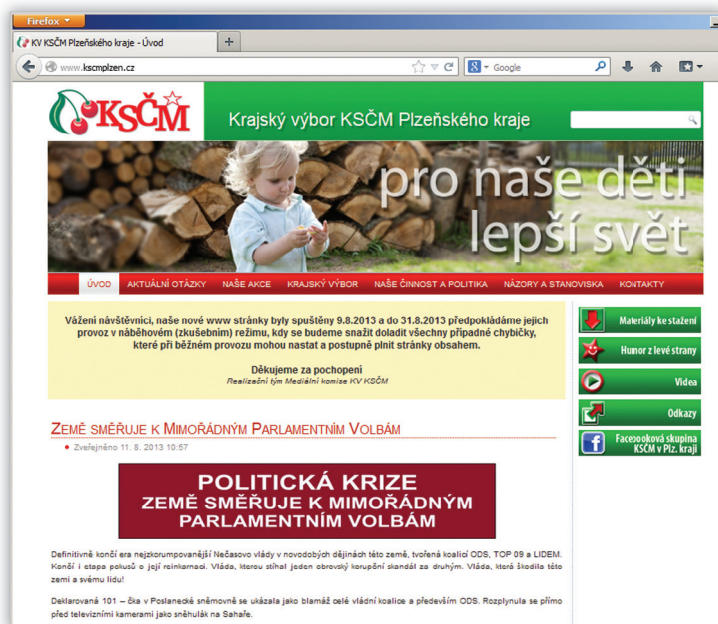 Firefox
KV KSČM Plzeňského kraje - Úvod
www.kscmplzen.cz
Google
KSČM
Krajský výbor KSČM Plzeňského kraje
pro naše děti
lepší svět
ÚVOD AKTUÁLNÍ OTÁZKY NAŠE AKCE KRAJSKÝ VÝBOR NAŠE ČINNOST A POLITIKA NÁZORY A STANOVISKA KONTAKTY
Vážení návštěvníci, naše nové www stránky byly spuštěny 9.8.2013 a do 31.8.2013 předpokládáme jejich
provoz v náběhovém (zkušebním) režimu, kdy se budeme snažit doladit všechny případné chybičky,
které při běžném provozu mohou nastat a postupně plnit stránky obsahem.
Děkujeme za pochopení
Realizační tým Mediální komise KV KSČM
Materiály ke stažení
Humor z levé strany
Videa
Odkazy
Facebooková skupina
KSČM v Plz. kraji
ZEMĚ SMĚŘUJE K MIMOŘÁDNÝM PARLAMENTNÍM VOLBÁM
Zveřejněno 11. 8. 2013 10:57
POLITICKÁ KRIZE
ZEMĚ SMĚŘUJE K MIMOŘÁDNÝM
PARLAMENTNÍM VOLBÁM
Definitivně končí era nejzkorumpovanější Nečasovo vlády v novodobých dějinách této země, tvořená koalicí ODS, TOP 09 a LIDEM.
Končí i etapa pokusů o její reinkarnaci. Vláda, kterou stíhal jeden obrovský korupční skandál za druhým. Vláda, která škodila této
zemi a svému lidu!
Deklarovaná 101 – čka v Poslanecké sněmovně se ukázala jako blamáž celé vládní koalice a především ODS. Rozplynula se přímo
před televizními kamerami jako sněhulák na Sahaře.